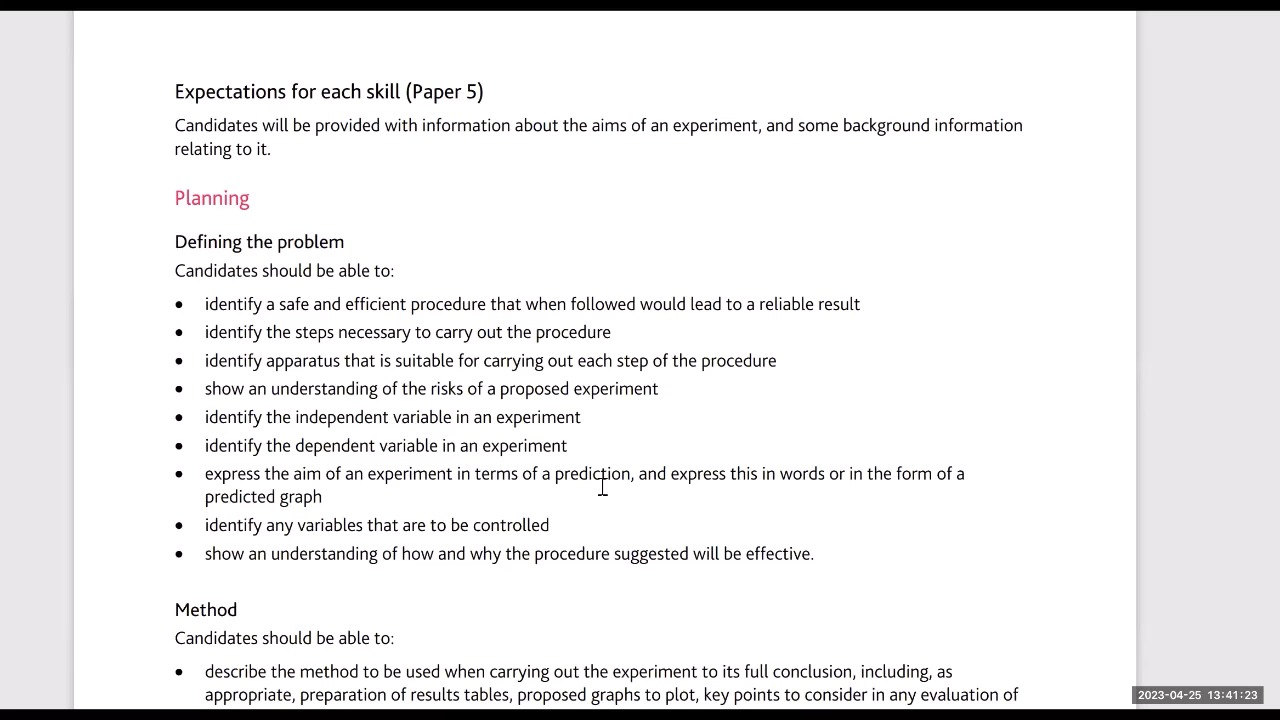 Expectations for each skill (Paper 5)
Candidates will be provided with information about the aims of an experiment, and some background information
relating to it.
Planning
Defining the problem
Candidates should be able to:
• identify a safe and efficient procedure that when followed would lead to a reliable result
• identify the steps necessary to carry out the procedure
• identify apparatus that is suitable for carrying out each step of the procedure
• show an understanding of the risks of a proposed experiment
• identify the independent variable in an experiment
• identify the dependent variable in an experiment
• express the aim of an experiment in terms of a prediction, and express this in words or in the form of a
predicted graph
• identify any variables that are to be controlled
• show an understanding of how and why the procedure suggested will be effective.
Method
Candidates should be able to:
• describe the method to be used when carrying out the experiment to its full conclusion, including, as
appropriate, preparation of results tables, proposed graphs to plot, key points to consider in any evaluation of
2023-04-25 13:41:23